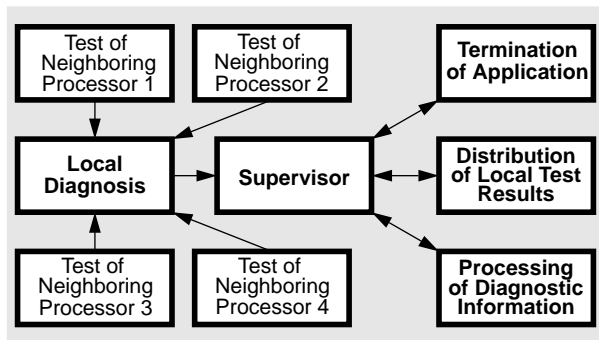 Test of
Neighboring
Processor 1
Test of
Neighboring
Processor 2
Termination
of Application
Local
Diagnosis
Supervisor
Distribution
of Local Test
Results
Test of
Neighboring
Processor 3
Test of
Neighboring
Processor 4
Processing
of Diagnostic
Information